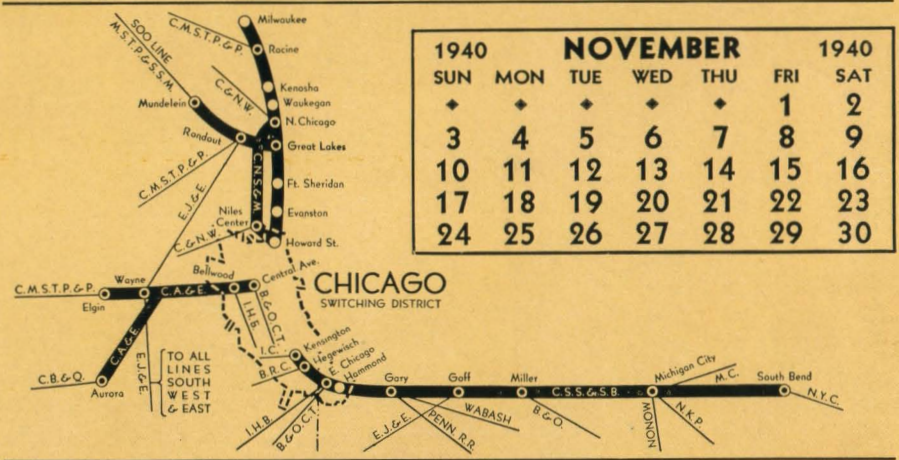 Milwaukee
C.M.S.T.P.&P.
SOO LINE
M.S.T.P.&S.S.M.
Racine
C.&N.W.
Kenosha
Waukegan
Mundelein
N. Chicago
Rondout
Great Lakes
C.M.S.T.P.&P.
E.J.&E.
C.N.S.&M.
Ft. Sheridan
Niles
Center
Evanston
C.&N.W.
Howard St.
1940 NOVEMBER 1940
SUN MON TUE WED THU FRI SAT
1 2
3 4 5 6 7 8 9
10 11 12 13 14 15 16
17 18 19 20 21 22 23
24 25 26 27 28 29 30
Bellwood
Central Ave.
CHICAGO
SWITCHING DISTRICT
C.M.S.T.P.&P.
Wayne
C.A.&E.
Elgin
I.H.B.
B.&O.C.T.
C.A.&E.
E.J.&E.
TO ALL
LINES
SOUTH
WEST
& EAST
C.B.&Q.
Aurora
I.C.
Kensington
B.R.C.
Hegewisch
E. Chicago
Hammond
I.H.B.
B.&O.C.T.
Gary
Goff
Miller
C.S.S.&S.B.
Michigan City
M.C.
South Bend
N.Y.C.
E.J.&E.
PENN. R.R.
WABASH
B.&O.
MONON
N.K.P.